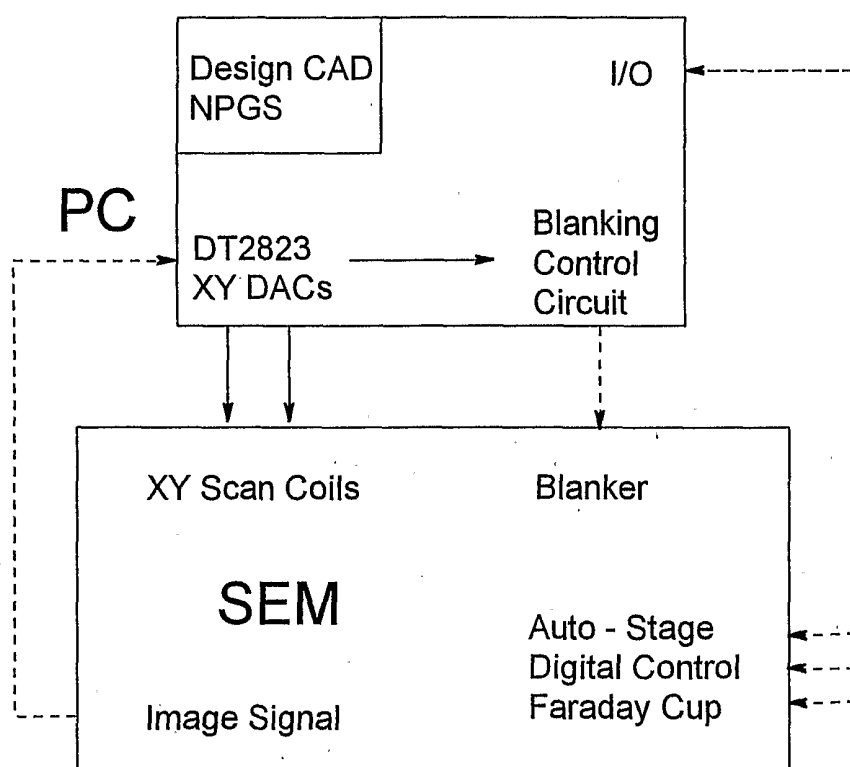 Design CAD
NPGS
I/O
PC
DT2823
XY DACs
Blanking
Control
Circuit
XY Scan Coils
Blanker
SEM
Auto - Stage
Digital Control
Faraday Cup
Image Signal